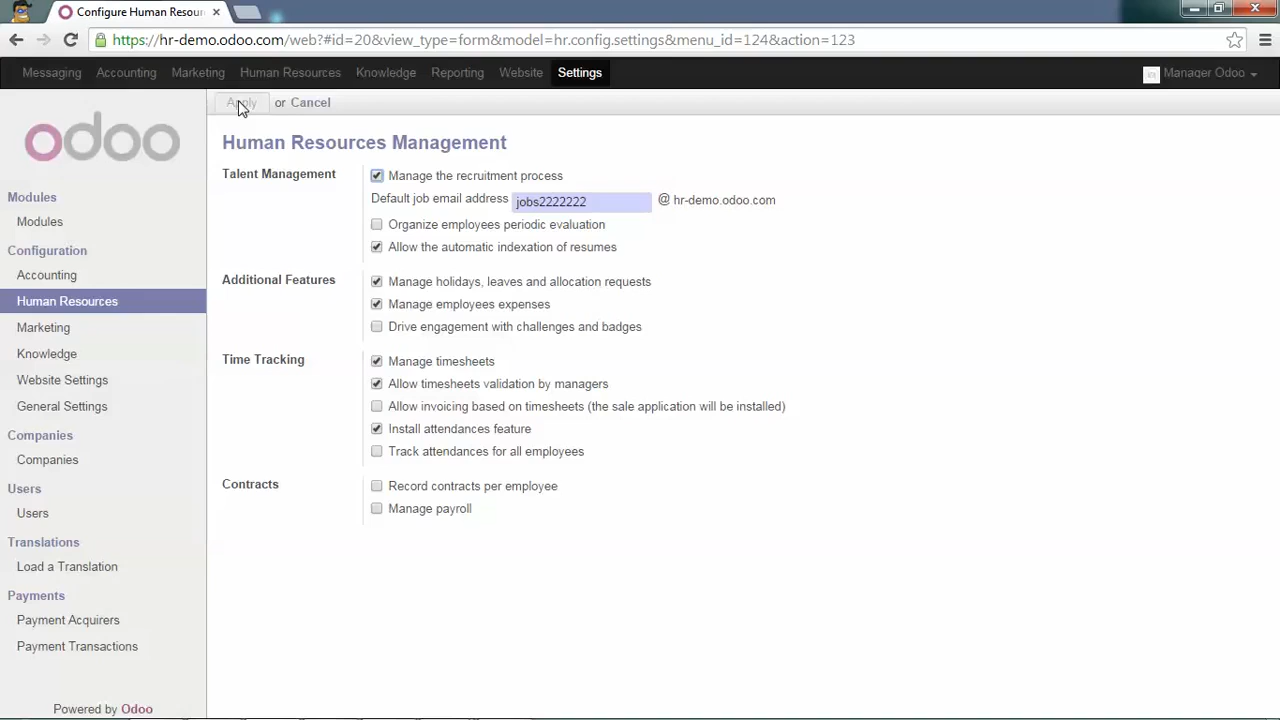 Configure Human Resour
https://hr-demo.odoo.com/web?#id=20&view_type=form&model=hr.config.settings&menu_id=124&action=123
Messaging Accounting Marketing Human Resources Knowledge Reporting Website Settings Manager Odoo
Apply or Cancel
odoo
Modules
Modules
Configuration
Accounting
Human Resources
Marketing
Knowledge
Website Settings
General Settings
Companies
Companies
Users
Users
Translations
Load a Translation
Payments
Payment Acquirers
Payment Transactions
Powered by Odoo
Human Resources Management
Talent Management
Manage the recruitment process
Default job email address jobs2222222 @ hr-demo.odoo.com
Organize employees periodic evaluation
Allow the automatic indexation of resumes
Additional Features
Manage holidays, leaves and allocation requests
Manage employees expenses
Drive engagement with challenges and badges
Time Tracking
Manage timesheets
Allow timesheets validation by managers
Allow invoicing based on timesheets (the sale application will be installed)
Install attendances feature
Track attendances for all employees
Contracts
Record contracts per employee
Manage payroll